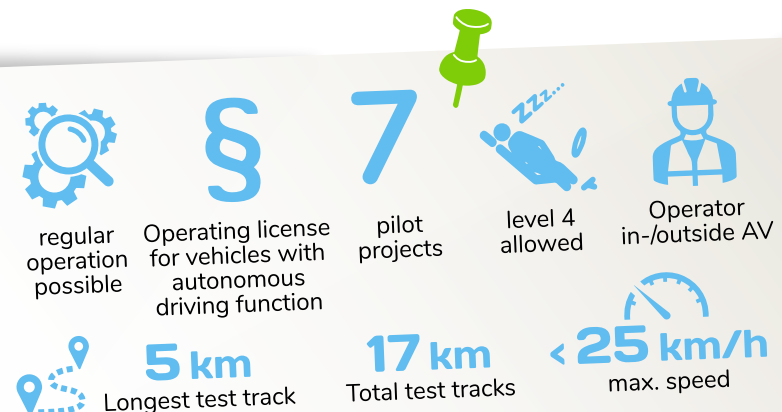 zzz...
§
7
regular
operation
possible
Operating license
for vehicles with
autonomous
driving function
pilot
projects
level 4
allowed
Operator
in-/outside AV
5 km
Longest test track
17 km
Total test tracks
< 25 km/h
max. speed